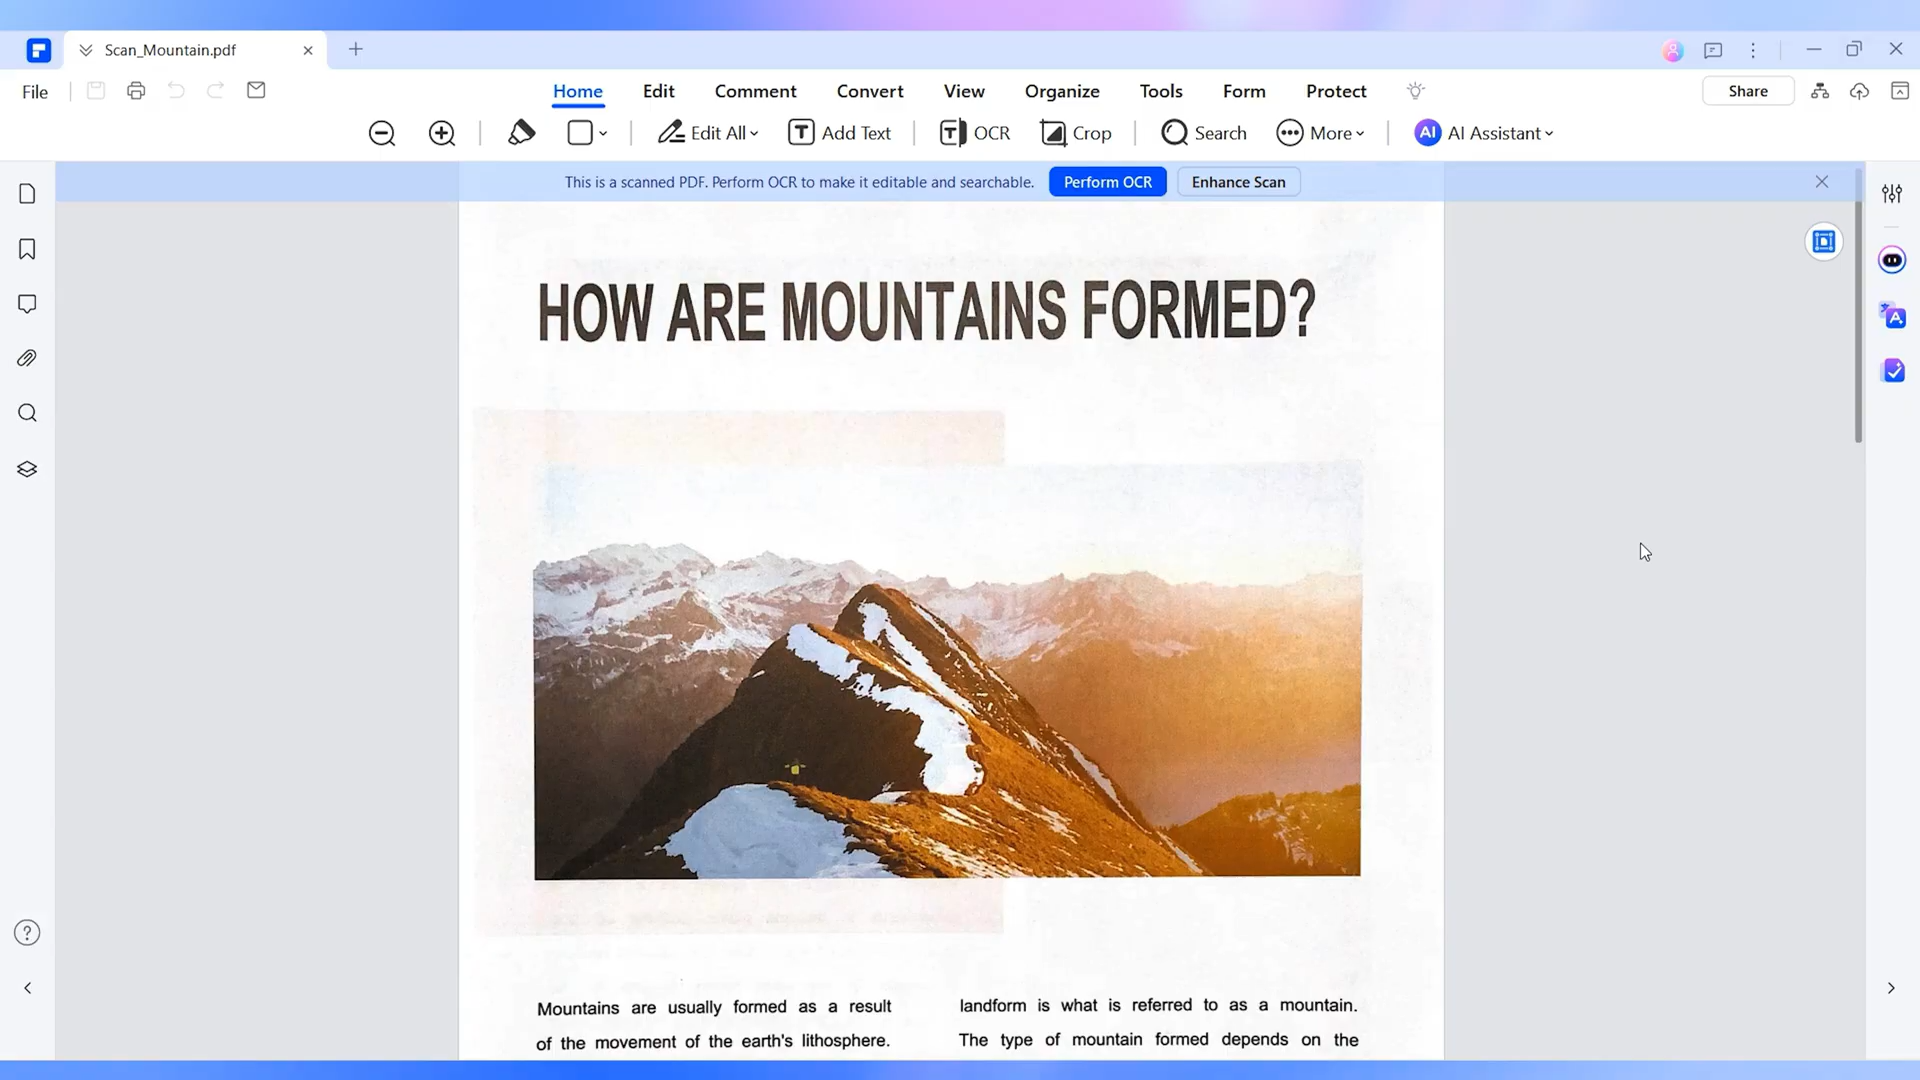 Scan_Mountain.pdf
File
Home Edit Comment Convert View Organize Tools Form Protect
Share
Edit All Add Text OCR Crop Search More AI AI Assistant
This is a scanned PDF. Perform OCR to make it editable and searchable. Perform OCR Enhance Scan
HOW ARE MOUNTAINS FORMED?
Mountains are usually formed as a result
of the movement of the earth's lithosphere.
landform is what is referred to as a mountain.
The type of mountain formed depends on the